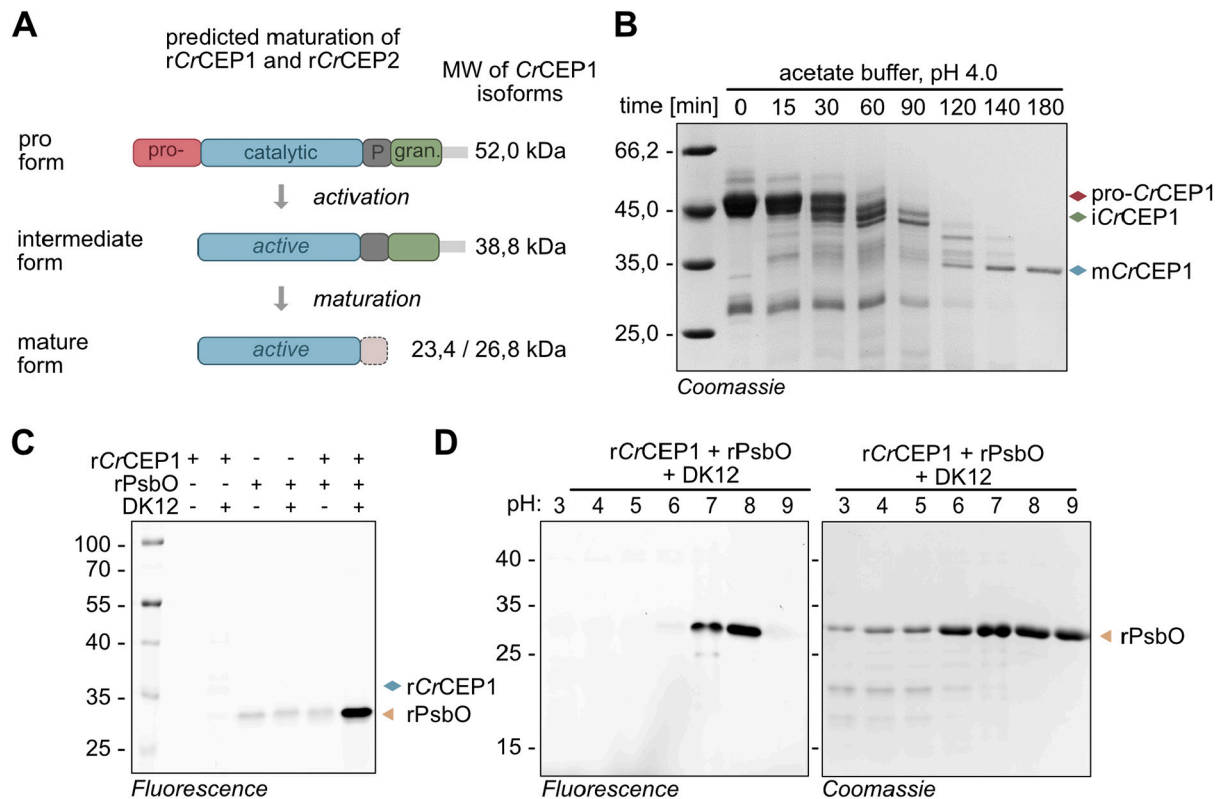 A
predicted maturation of
rCrCEP1 and rCrCEP2
MW of CrCEP1
isoforms
pro
form
pro-
catalytic
P
gran.
52,0 kDa
activation
intermediate
form
active
38,8 kDa
maturation
mature
form
active
23,4 / 26,8 kDa
B
acetate buffer, pH 4.0
time [min] 0 15 30 60 90 120 140 180
66,2 -
45,0 -
35,0 -
25,0 -
pro-CrCEP1
iCrCEP1
mCrCEP1
Coomassie
C
rCrCEP1 + + - - + +
rPsbO - - + + + +
DK12 - + - + - +
100 -
70 -
55 -
40 -
35 -
25 -
rCrCEP1
rPsbO
Fluorescence
D
rCrCEP1 + rPsbO
+ DK12
rCrCEP1 + rPsbO
+ DK12
pH: 3 4 5 6 7 8 9
3 4 5 6 7 8 9
40 -
35 -
25 -
15 -
rPsbO
Fluorescence
Coomassie